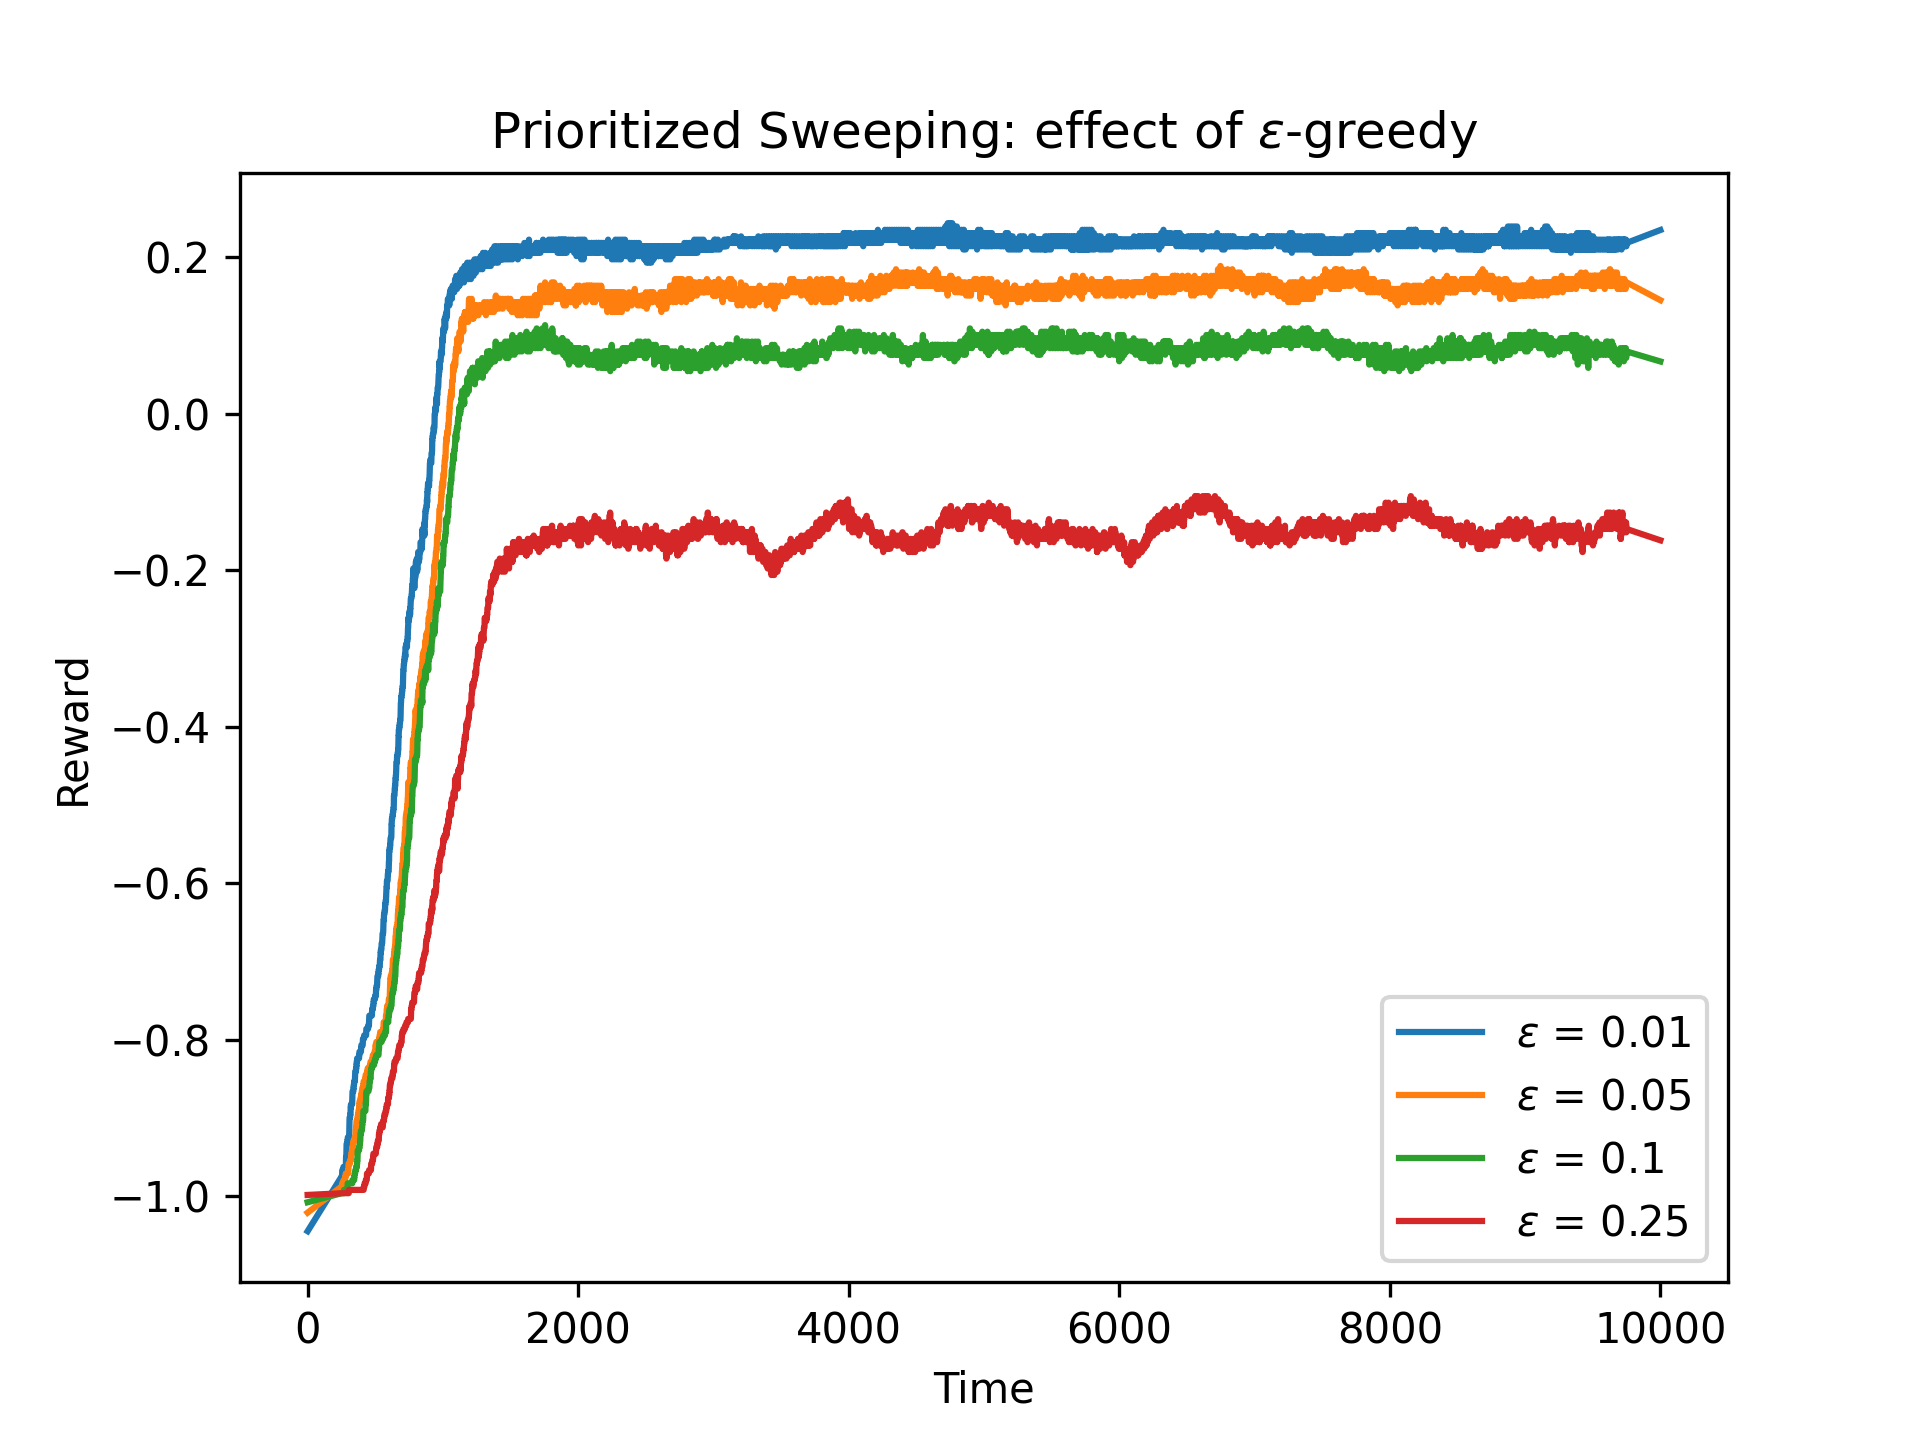 Prioritized Sweeping: effect of ε-greedy
Reward
0.2
0.0
−0.2
−0.4
−0.6
−0.8
−1.0
ε = 0.01
ε = 0.05
ε = 0.1
ε = 0.25
0 2000 4000 6000 8000 10000
Time